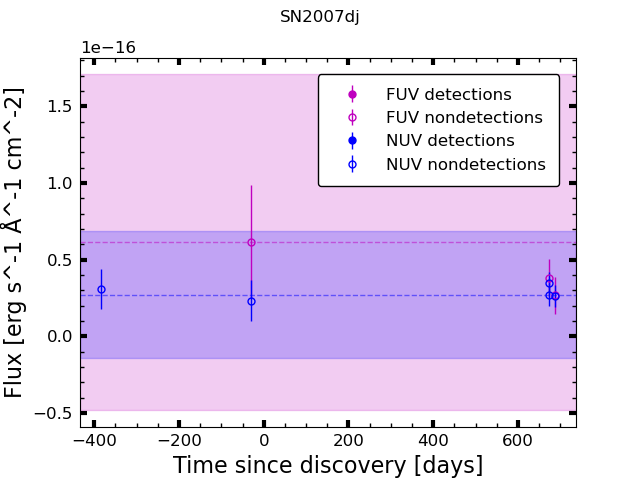 SN2007dj
1e−16
FUV detections
FUV nondetections
NUV detections
NUV nondetections
1.5
1.0
0.5
0.0
−0.5
Flux [erg s^-1 Å^-1 cm^-2]
−400 −200 0 200 400 600
Time since discovery [days]